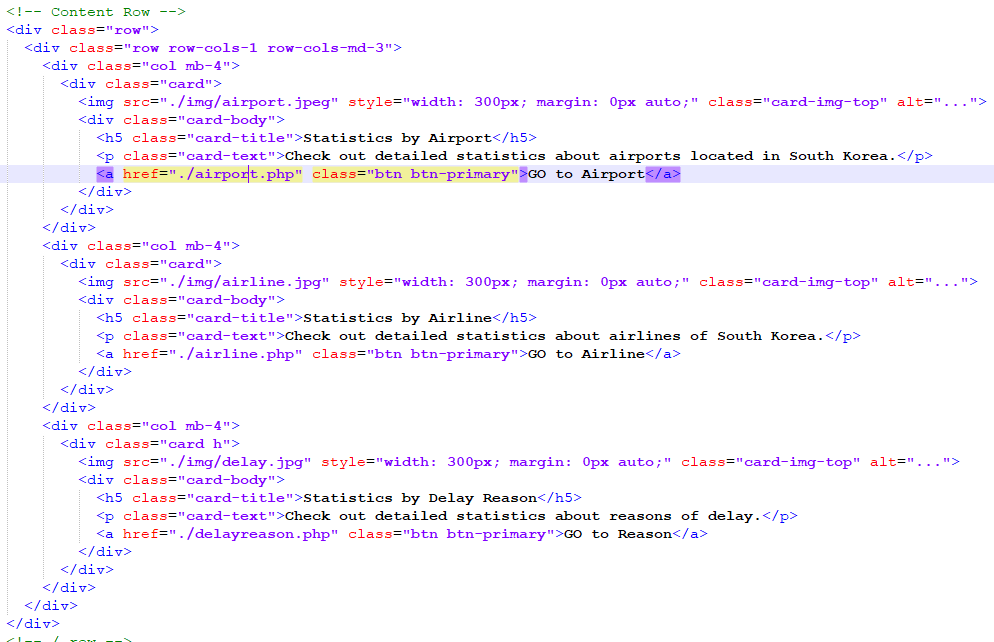 <!-- Content Row -->
<div class="row">
<div class="row row-cols-1 row-cols-md-3">
<div class="col mb-4">
<div class="card">
<img src="./img/airport.jpeg" style="width: 300px; margin: 0px auto;" class="card-img-top" alt="...">
<div class="card-body">
<h5 class="card-title">Statistics by Airport</h5>
<p class="card-text">Check out detailed statistics about airports located in South Korea.</p>
<a href="./airport.php" class="btn btn-primary">GO to Airport</a>
</div>
</div>
</div>
<div class="col mb-4">
<div class="card">
<img src="./img/airline.jpg" style="width: 300px; margin: 0px auto;" class="card-img-top" alt="...">
<div class="card-body">
<h5 class="card-title">Statistics by Airline</h5>
<p class="card-text">Check out detailed statistics about airlines of South Korea.</p>
<a href="./airline.php" class="btn btn-primary">GO to Airline</a>
</div>
</div>
</div>
<div class="col mb-4">
<div class="card h">
<img src="./img/delay.jpg" style="width: 300px; margin: 0px auto;" class="card-img-top" alt="...">
<div class="card-body">
<h5 class="card-title">Statistics by Delay Reason</h5>
<p class="card-text">Check out detailed statistics about reasons of delay.</p>
<a href="./delayreason.php" class="btn btn-primary">GO to Reason</a>
</div>
</div>
</div>
</div>
</div>
<!-- / row -->